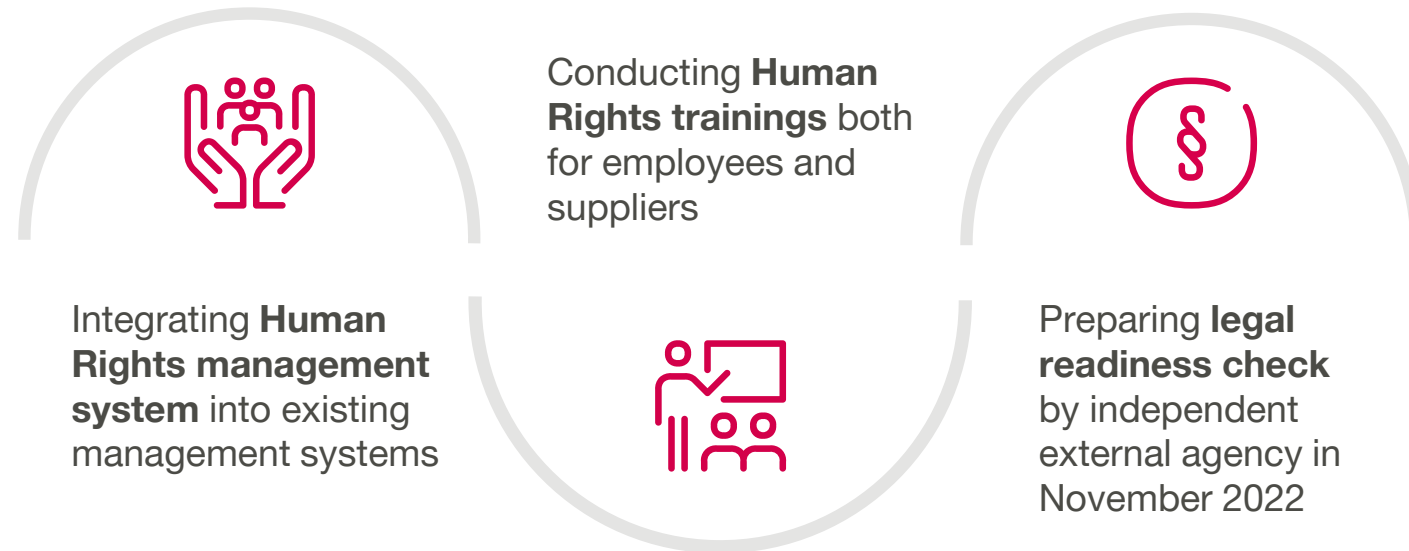 Integrating Human
Rights management
system into existing
management systems
Conducting Human
Rights trainings both
for employees and
suppliers
§
Preparing legal
readiness check
by independent
external agency in
November 2022